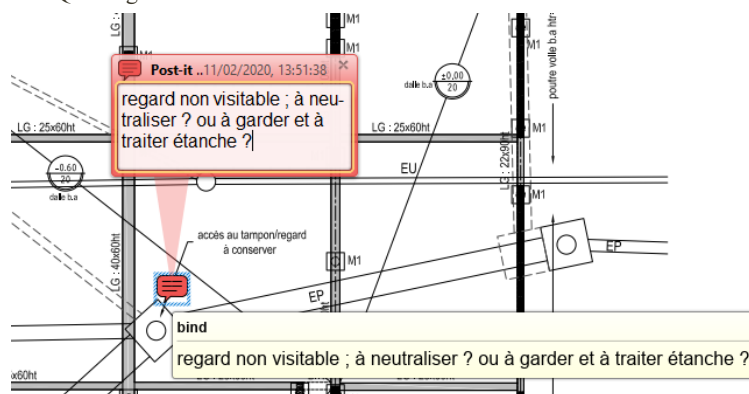 LG :
M1
M1
M1
M1
Post-it ..11/02/2020, 13:51:38
regard non visitable ; à neu-
traliser ? ou à garder et à
traiter étanche ?
±0,00
20
dalle b.a
poutre voile b.a
LG : 25x60ht
LG : 25x60ht
M1
-0.60
20
dalle b.a
EU
LG : 22x90ht
M1
accès au tampon/regard
à conserver
LG : 40x60ht
M1
EP
EP
bind
regard non visitable ; à neutraliser ? ou à garder et à traiter étanche ?
x60ht